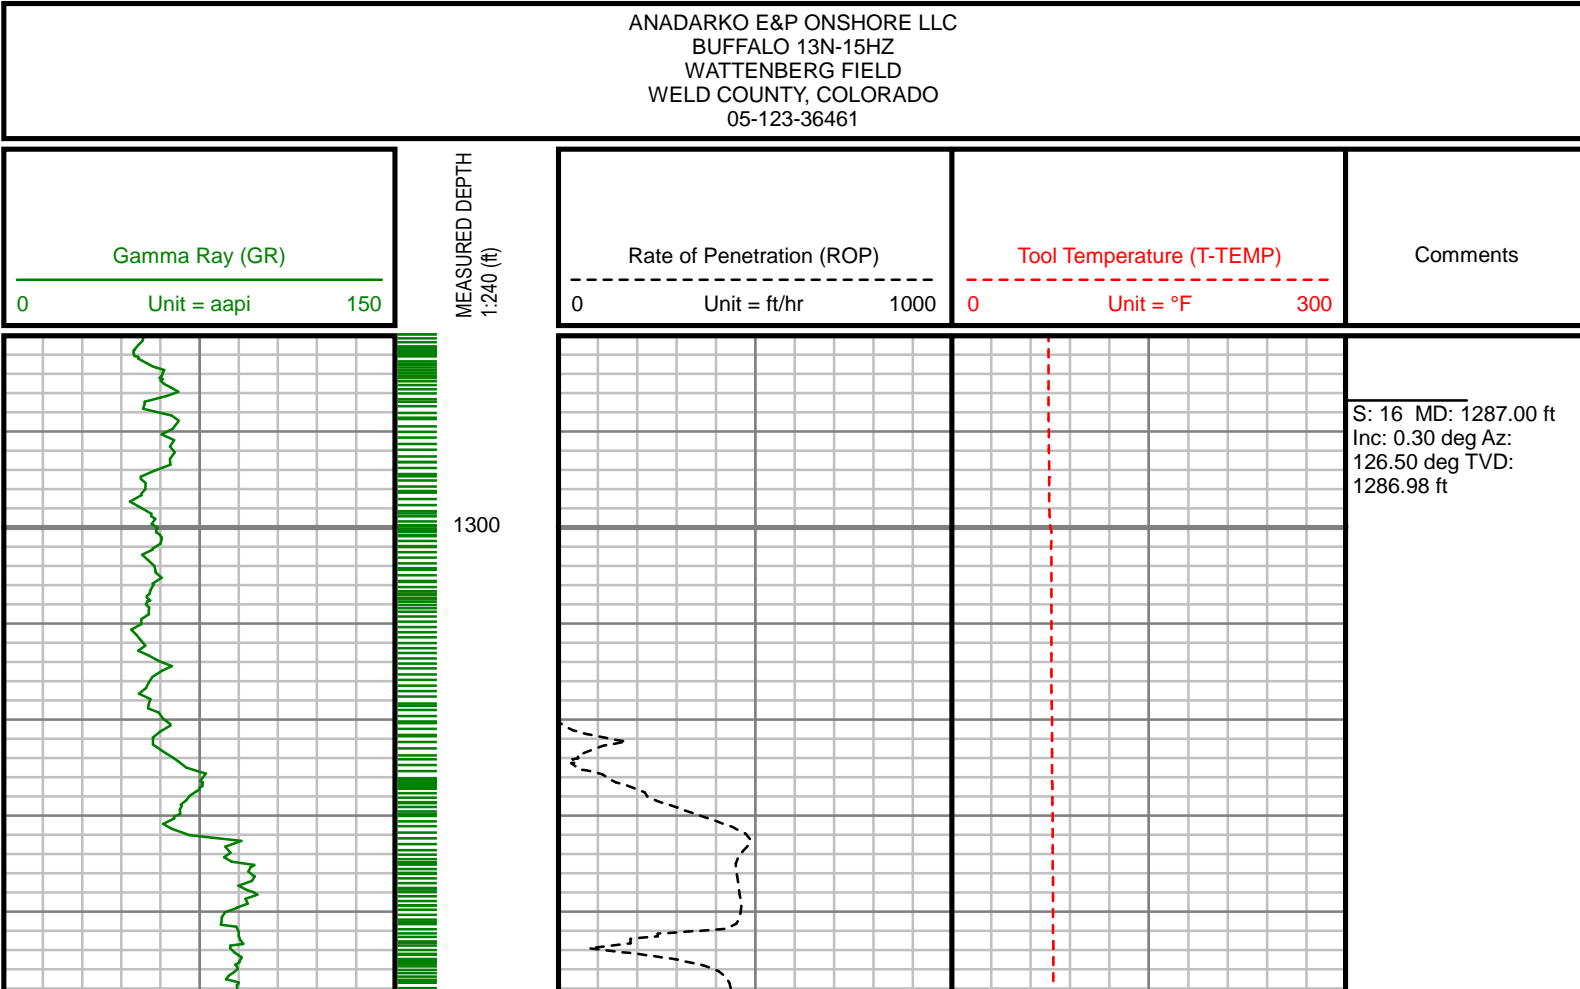 ANADARKO E&P ONSHORE LLC
BUFFALO 13N-15HZ
WATTENBERG FIELD
WELD COUNTY, COLORADO
05-123-36461
Gamma Ray (GR)
0 Unit = aapi 150
MEASURED DEPTH
1:240 (ft)
Rate of Penetration (ROP)
0 Unit = ft/hr 1000
Tool Temperature (T-TEMP)
0 Unit = °F 300
Comments
S: 16 MD: 1287.00 ft
Inc: 0.30 deg Az:
126.50 deg TVD:
1286.98 ft
1300